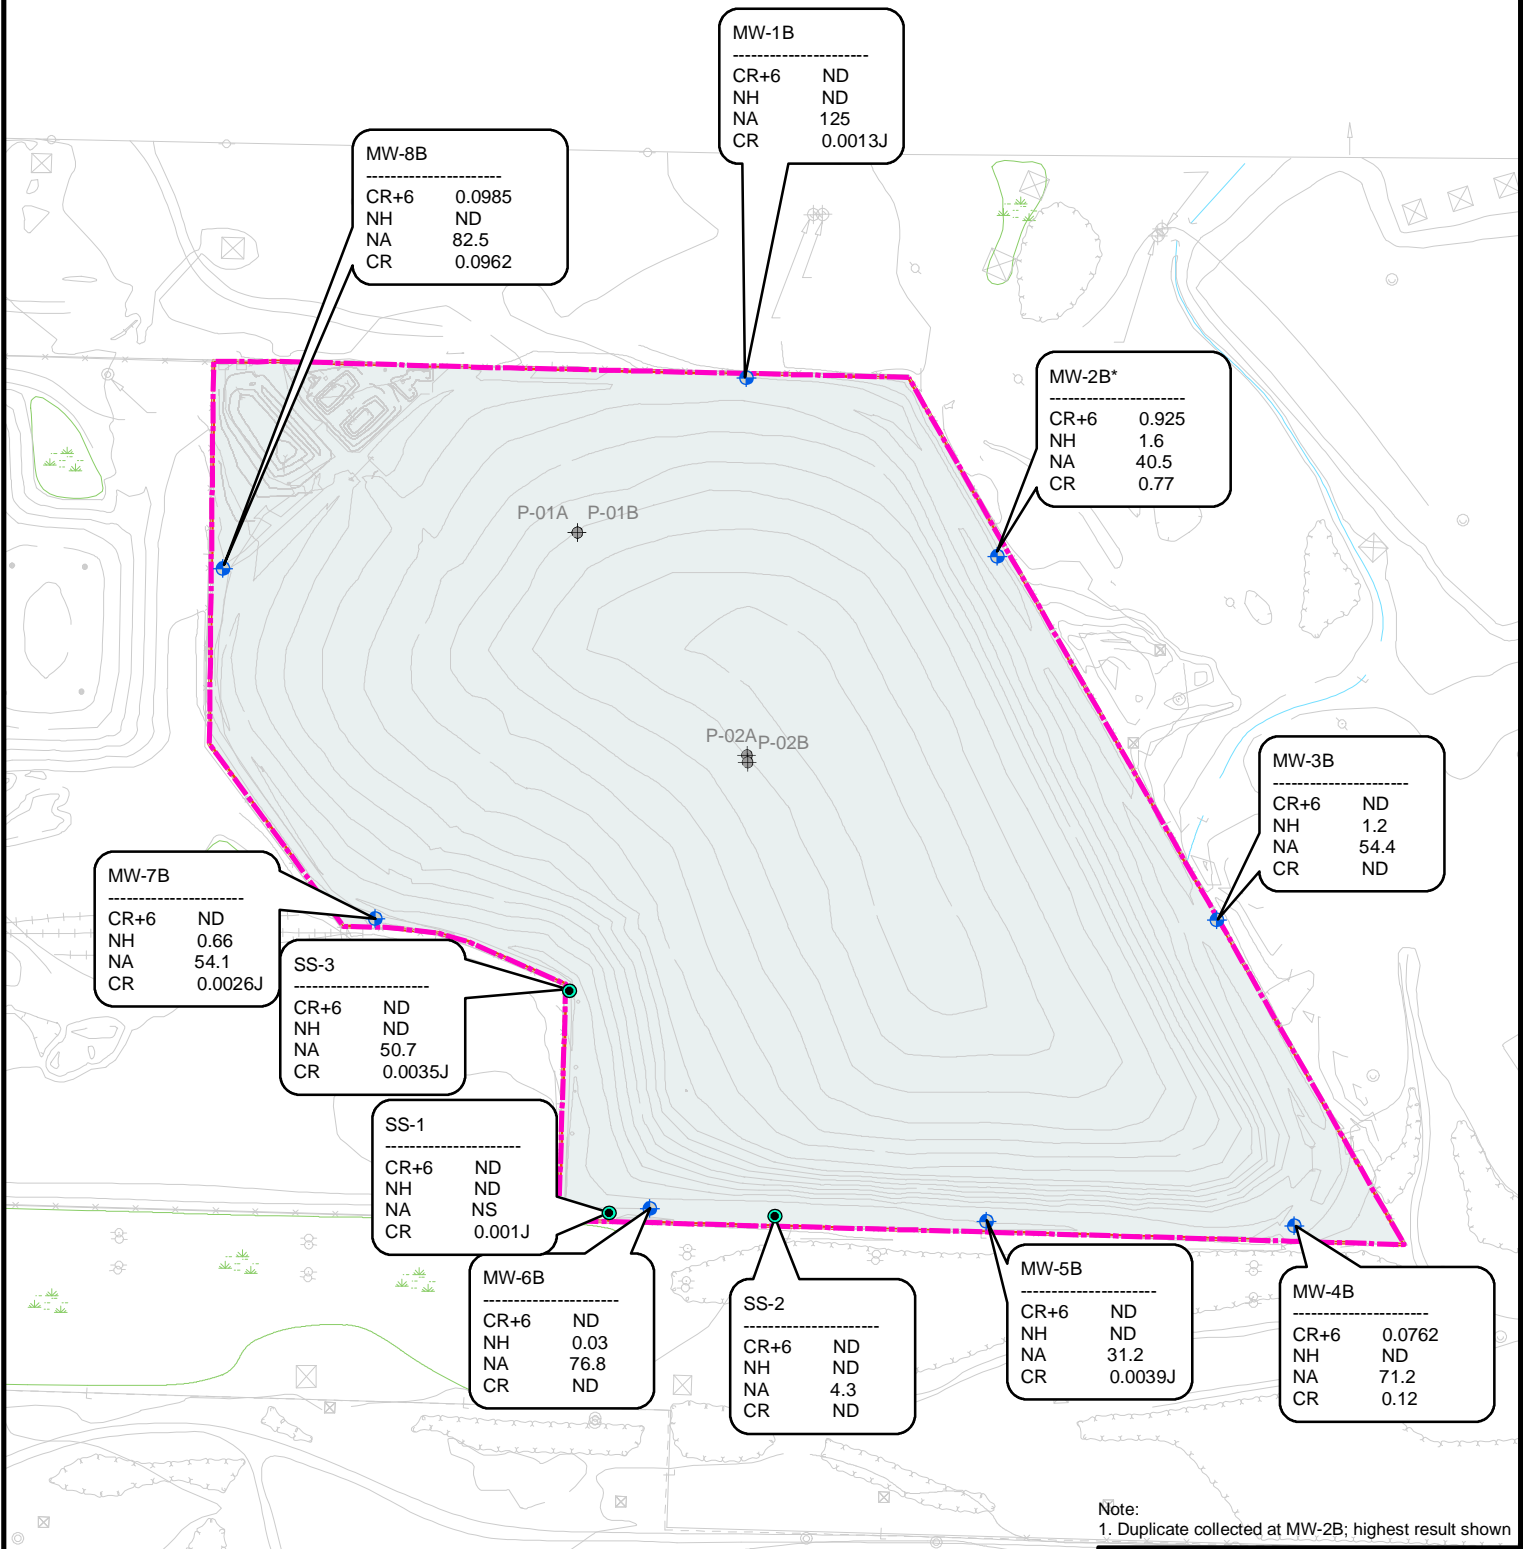 MW-1B
-----------------------
CR+6 ND
NH ND
NA 125
CR 0.0013J
MW-8B
-----------------------
CR+6 0.0985
NH ND
NA 82.5
CR 0.0962
MW-2B*
-----------------------
CR+6 0.925
NH 1.6
NA 40.5
CR 0.77
P-01A P-01B
P-02A P-02B
MW-3B
-----------------------
CR+6 ND
NH 1.2
NA 54.4
CR ND
MW-7B
-----------------------
CR+6 ND
NH 0.66
NA 54.1
CR 0.0026J
SS-3
-----------------------
CR+6 ND
NH ND
NA 50.7
CR 0.0035J
SS-1
-----------------------
CR+6 ND
NH ND
NA NS
CR 0.001J
MW-6B
-----------------------
CR+6 ND
NH 0.03
NA 76.8
CR ND
SS-2
-----------------------
CR+6 ND
NH ND
NA 4.3
CR ND
MW-5B
-----------------------
CR+6 ND
NH ND
NA 31.2
CR 0.0039J
MW-4B
-----------------------
CR+6 0.0762
NH ND
NA 71.2
CR 0.12
Note:
1. Duplicate collected at MW-2B; highest result shown